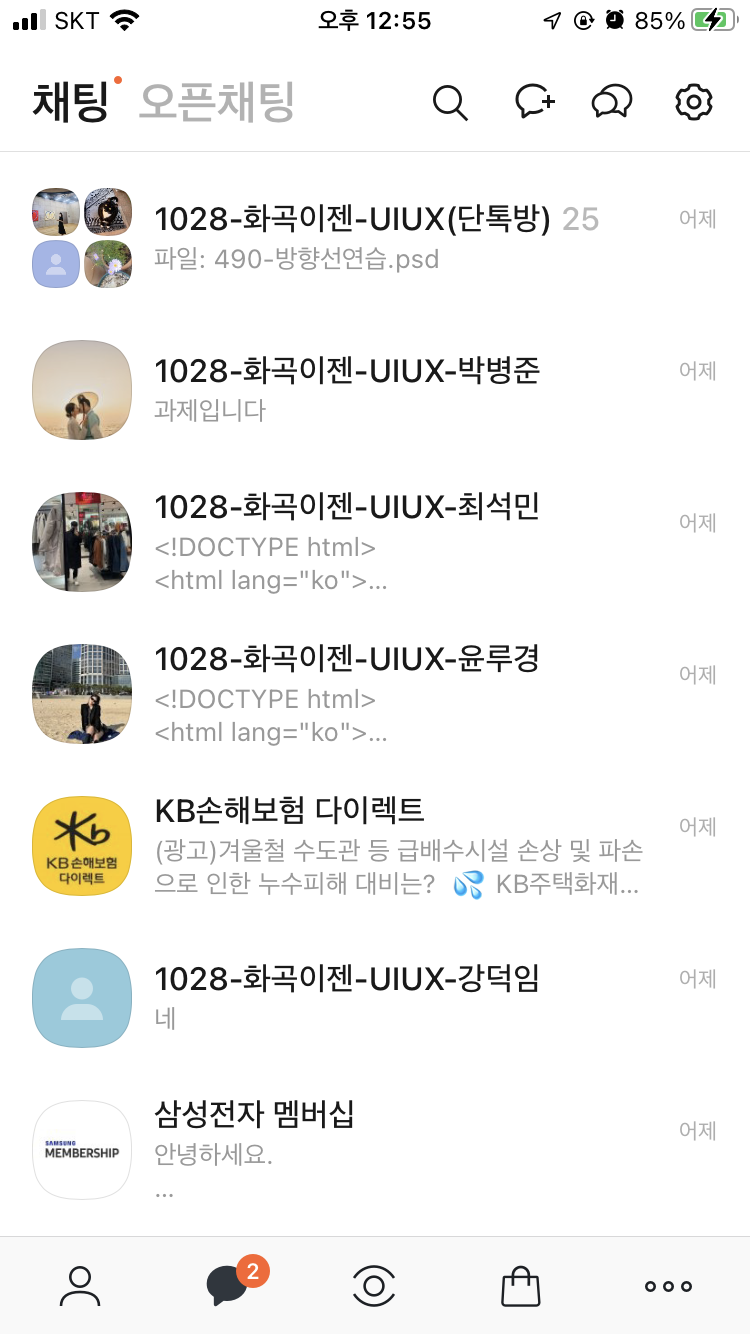 SKT 오후 12:55 85%
채팅 오픈채팅
1028-화곡이젠-UIUX(단톡방) 25 어제
파일: 490-방향선연습.psd
1028-화곡이젠-UIUX-박병준 어제
과제입니다
1028-화곡이젠-UIUX-최석민 어제
<!DOCTYPE html>
<html lang="ko">...
1028-화곡이젠-UIUX-윤루경 어제
<!DOCTYPE html>
<html lang="ko">...
KB손해보험 다이렉트 어제
(광고)겨울철 수도관 등 급배수시설 손상 및 파손
으로 인한 누수피해 대비는? 💦 KB주택화재...
Kb
KB손해보험
다이렉트
1028-화곡이젠-UIUX-강덕임 어제
네
삼성전자 멤버십 어제
안녕하세요.
...
SAMSUNG
MEMBERSHIP
2